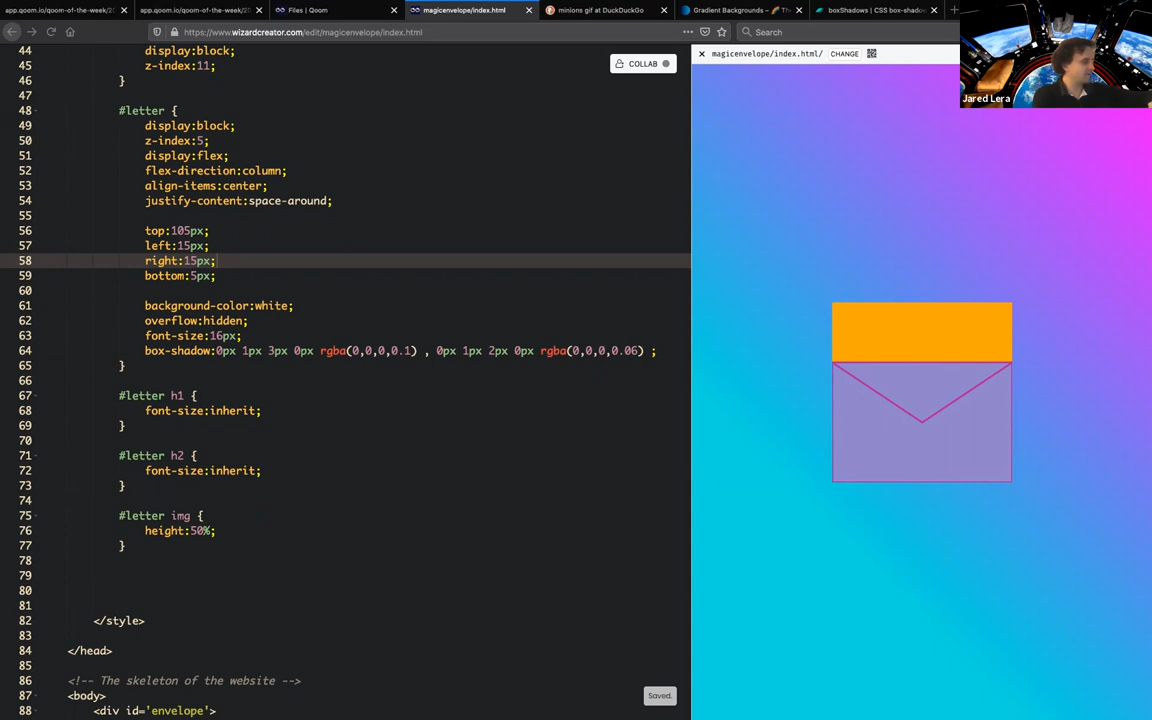 app.qoom.io/qoom-of-the-week/20
app.qoom.io/qoom-of-the-week/20
Files | Qoom
magicenvelope/index.html
minions gif at DuckDuckGo
Gradient Backgrounds –
boxShadows | CSS box-shado
https://www.wizardcreator.com/edit/magicenvelope/index.html
Search
COLLAB
magicenvelope/index.html/
CHANGE
Jared Lera
44 display:block;
45 z-index:11;
46 }
47
48 #letter {
49 display:block;
50 z-index:5;
51 display:flex;
52 flex-direction:column;
53 align-items:center;
54 justify-content:space-around;
55
56 top:105px;
57 left:15px;
58 right:15px;
59 bottom:5px;
60
61 background-color:white;
62 overflow:hidden;
63 font-size:16px;
64 box-shadow:0px 1px 3px 0px rgba(0,0,0,0.1) , 0px 1px 2px 0px rgba(0,0,0,0.06) ;
65 }
66
67 #letter h1 {
68 font-size:inherit;
69 }
70
71 #letter h2 {
72 font-size:inherit;
73 }
74
75 #letter img {
76 height:50%;
77 }
78
79
80
81
82 </style>
83
84 </head>
85
86 <!-- The skeleton of the website -->
87 <body>
88 <div id='envelope'>
Saved.